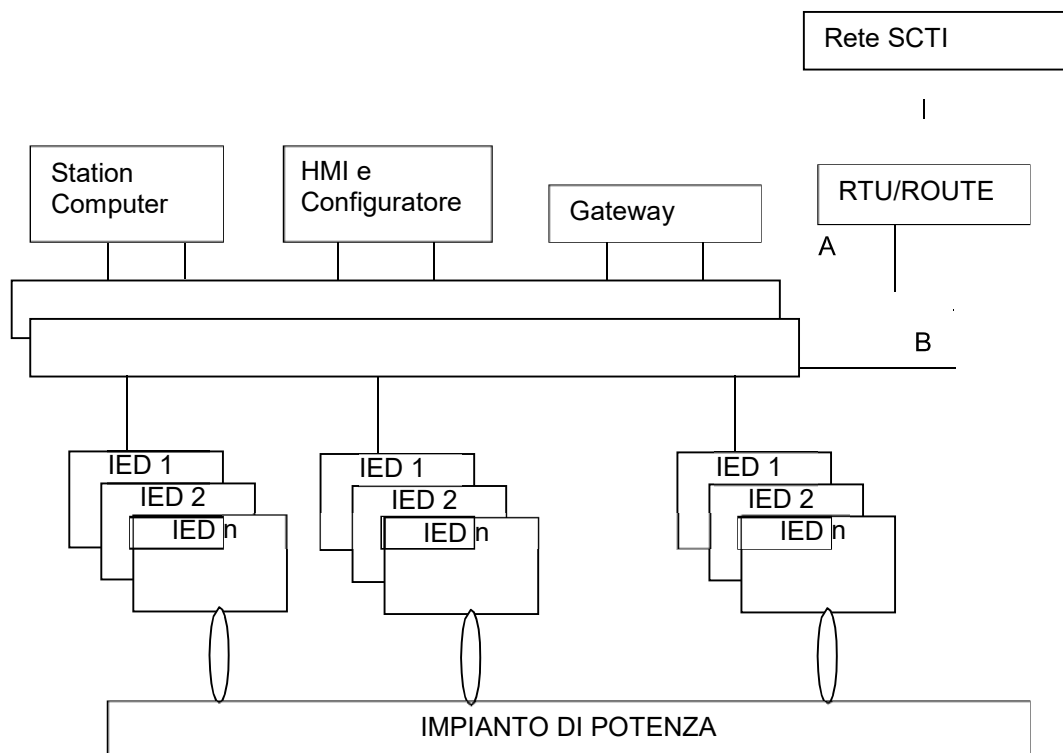 Rete SCTI
Station
Computer
HMI e
Configuratore
Gateway
RTU/ROUTE
A
B
IED 1
IED 2
IED n
IED 1
IED 2
IED n
IED 1
IED 2
IED n
IMPIANTO DI POTENZA